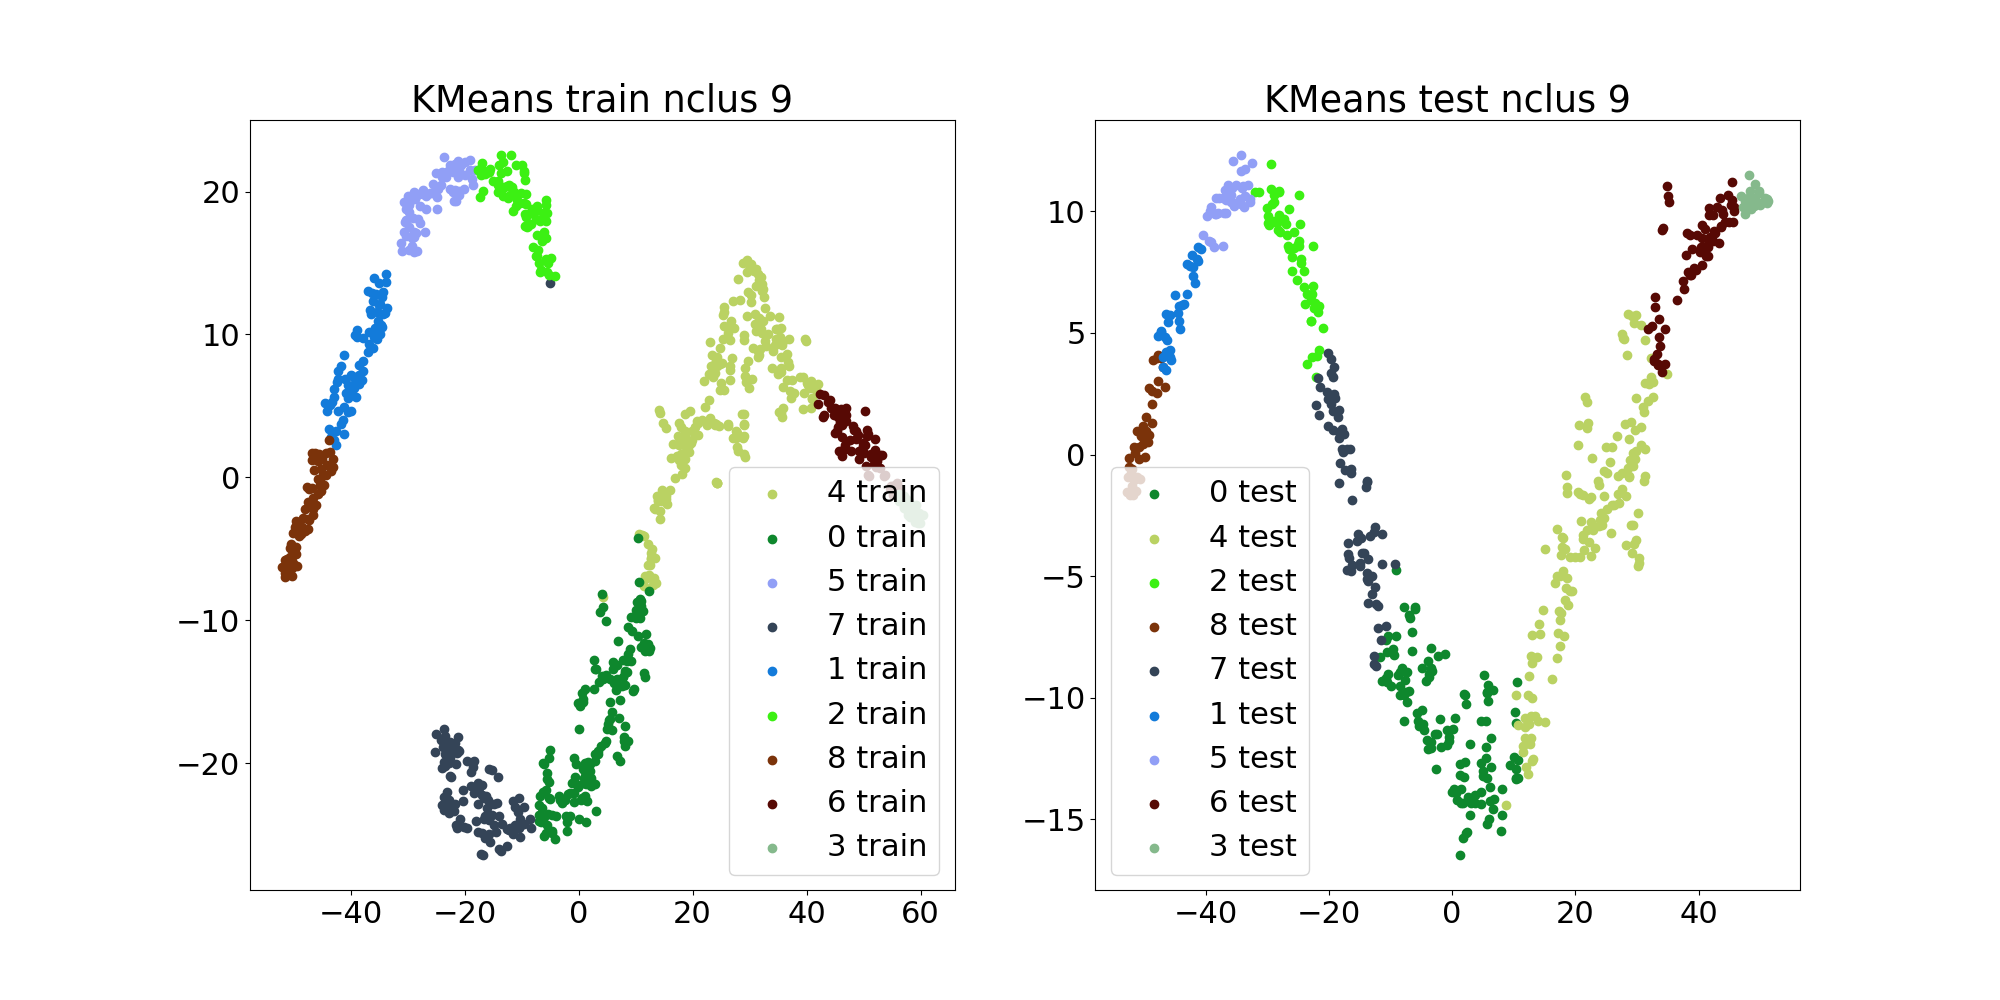 KMeans train nclus 9
20
10
0
−10
−20
−40
−20
0
20
40
60
4 train
0 train
5 train
7 train
1 train
2 train
8 train
6 train
3 train
KMeans test nclus 9
10
5
0
−5
−10
−15
−40
−20
0
20
40
0 test
4 test
2 test
8 test
7 test
1 test
5 test
6 test
3 test